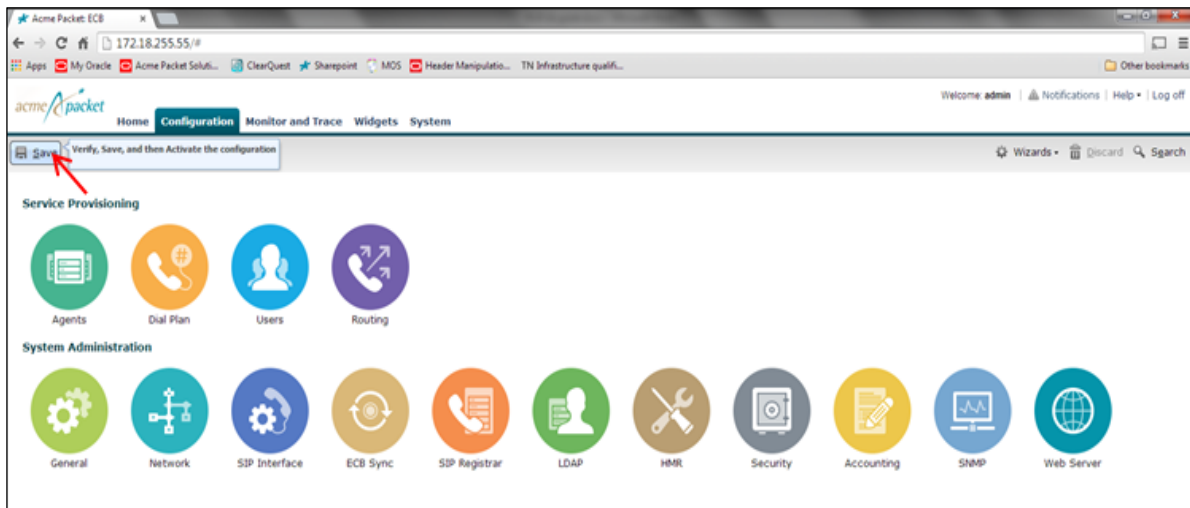 Acme Packet: ECB
172.18.255.55/#
Apps My Oracle Acme Packet Soluti... ClearQuest Sharepoint MOS Header Manipulatio... TN Infrastructure qualifi... Other bookmarks
acme packet
Welcome: admin | Notifications | Help | Log off
Home Configuration Monitor and Trace Widgets System
Save Verify, Save, and then Activate the configuration Wizards Discard Search
Service Provisioning
#
Agents Dial Plan Users Routing
System Administration
General Network SIP Interface ECB Sync SIP Registrar LDAP HMR Security Accounting SNMP Web Server